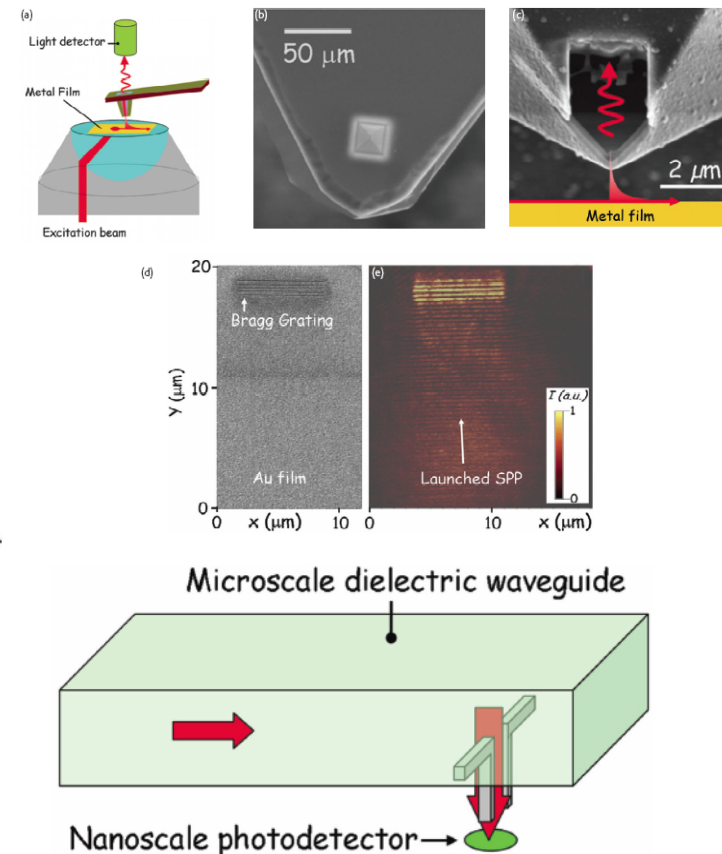 (a)
Light detector
Metal Film
Excitation beam
(b)
50 μm
(c)
2 μm
Metal film
(d)
20
10
0
Y (μm)
Bragg Grating
Au film
0
x (μm)
10
(e)
I (a.u.)
1
0
Launched SPP
0
10
x (μm)
Microscale dielectric waveguide
Nanoscale photodetector